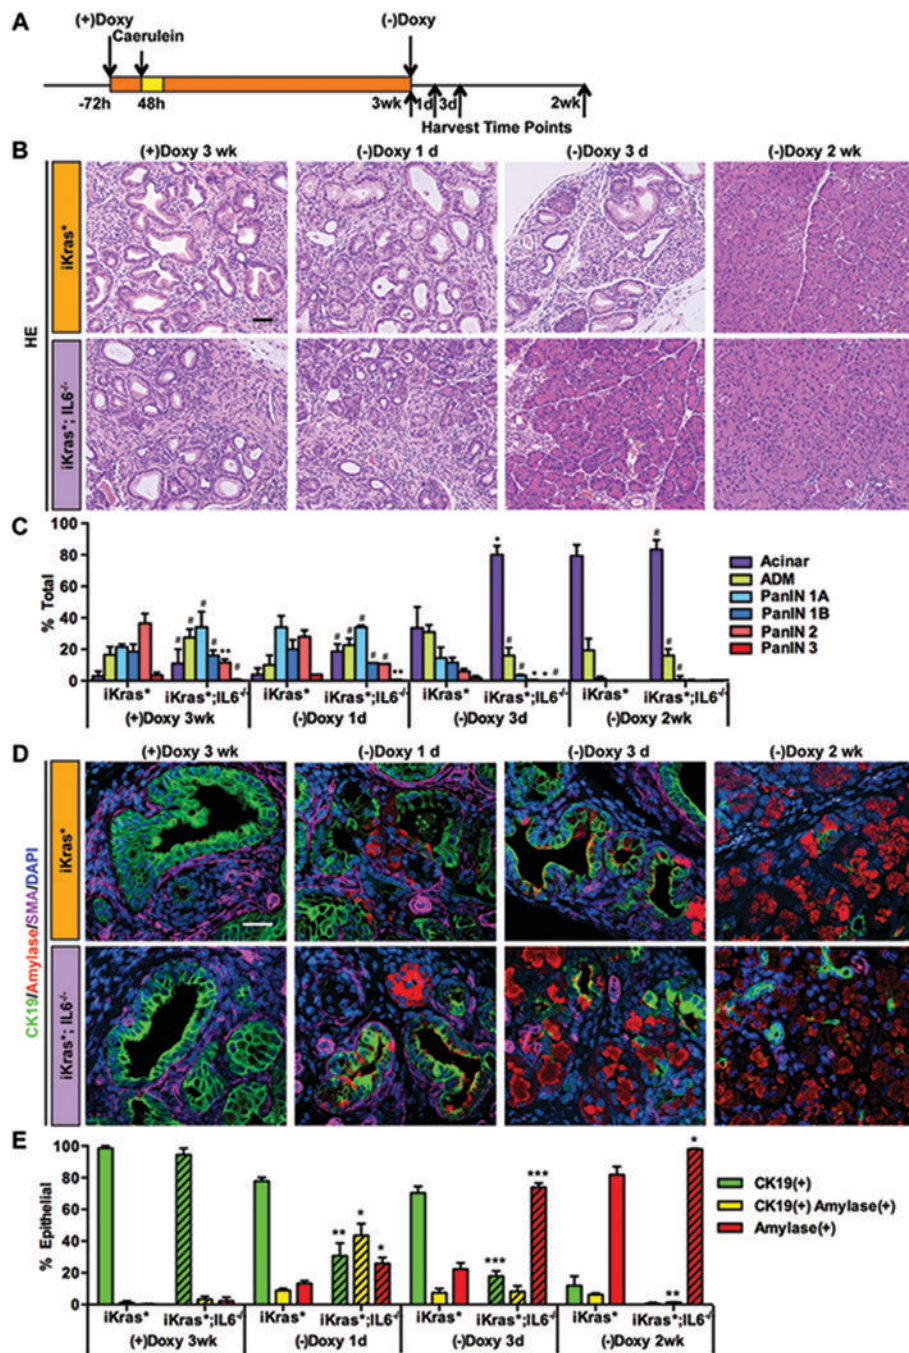 A
(+)Doxy
(-)Doxy
Caerulein
-72h
48h
3wk
1d
3d
2wk
Harvest Time Points
B
(+)Doxy 3 wk
(-)Doxy 1 d
(-)Doxy 3 d
(-)Doxy 2 wk
HE
iKras*
iKras*; IL6-/-
C
% Total
100
80
60
40
20
0
# # # # ** #
# # # # # **
* # # * * #
# # #
Acinar
ADM
PanIN 1A
PanIN 1B
PanIN 2
PanIN 3
iKras* iKras*;IL6-/- iKras* iKras*;IL6-/- iKras* iKras*;IL6-/- iKras* iKras*;IL6-/-
(+)Doxy 3wk (-)Doxy 1d (-)Doxy 3d (-)Doxy 2wk
D
(+)Doxy 3 wk
(-)Doxy 1 d
(-)Doxy 3 d
(-)Doxy 2 wk
CK19/Amylase/SMA/DAPI
iKras*
iKras*; IL6-/-
E
% Epithelial
100
80
60
40
20
0
** * *
*** ***
** *
CK19(+)
CK19(+) Amylase(+)
Amylase(+)
iKras* iKras*;IL6-/- iKras* iKras*;IL6-/- iKras* iKras*;IL6-/- iKras* iKras*;IL6-/-
(+)Doxy 3wk (-)Doxy 1d (-)Doxy 3d (-)Doxy 2wk